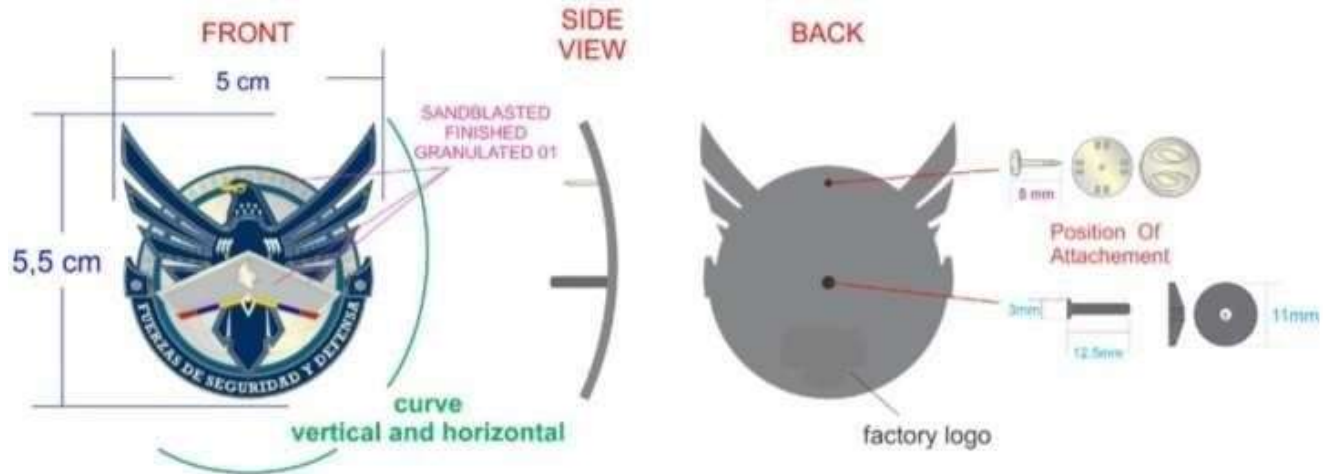 FRONT
5 cm
SIDE
VIEW
BACK
SANDBLASTED
FINISHED
GRANULATED 01
5,5 cm
8 mm
Position Of
Attachement
3mm
12.5mm
11mm
FUERZAS DE SEGURIDAD Y DEFENSA
curve
vertical and horizontal
factory logo